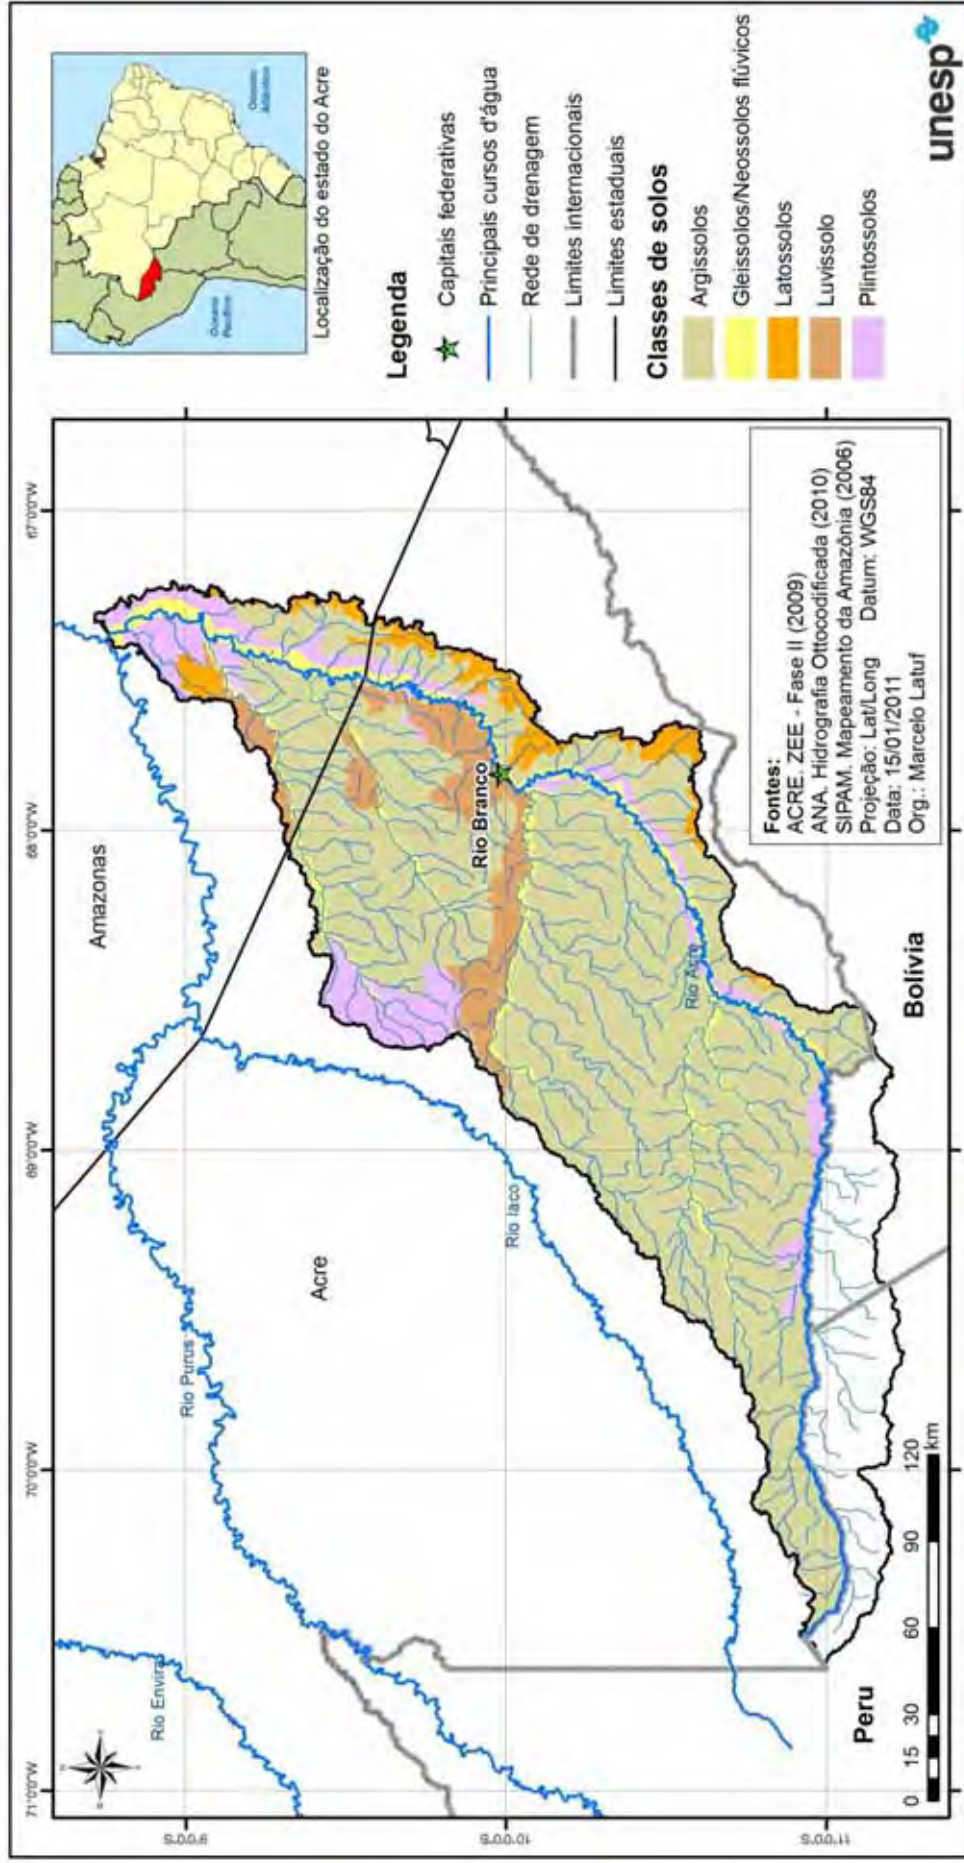 71°0'0"W
70°0'0"W
69°0'0"W
68°0'0"W
67°0'0"W
9°0'0"S
10°0'0"S
11°0'0"S
Rio Envira
Rio Purus
Acre
Rio Iaco
Amazonas
Rio Branco
Rio Acre
Peru
Bolívia
0 15 30 60 90 120
km
Fontes:
ACRE. ZEE - Fase II (2009)
ANA. Hidrografia Ottocodificada (2010)
SIPAM. Mapeamento da Amazônia (2006)
Projeção: Lat/Long Datum: WGS84
Data: 15/01/2011
Org.: Marcelo Latuf
Oceano
Pacífico
Oceano
Atlântico
Localização do estado do Acre
Legenda
Capitais federativas
Principais cursos d'água
Rede de drenagem
Limites internacionais
Limites estaduais
Classes de solos
Argissolos
Gleissolos/Neossolos flúvicos
Latossolos
Luvissolo
Plintossolos
unesp